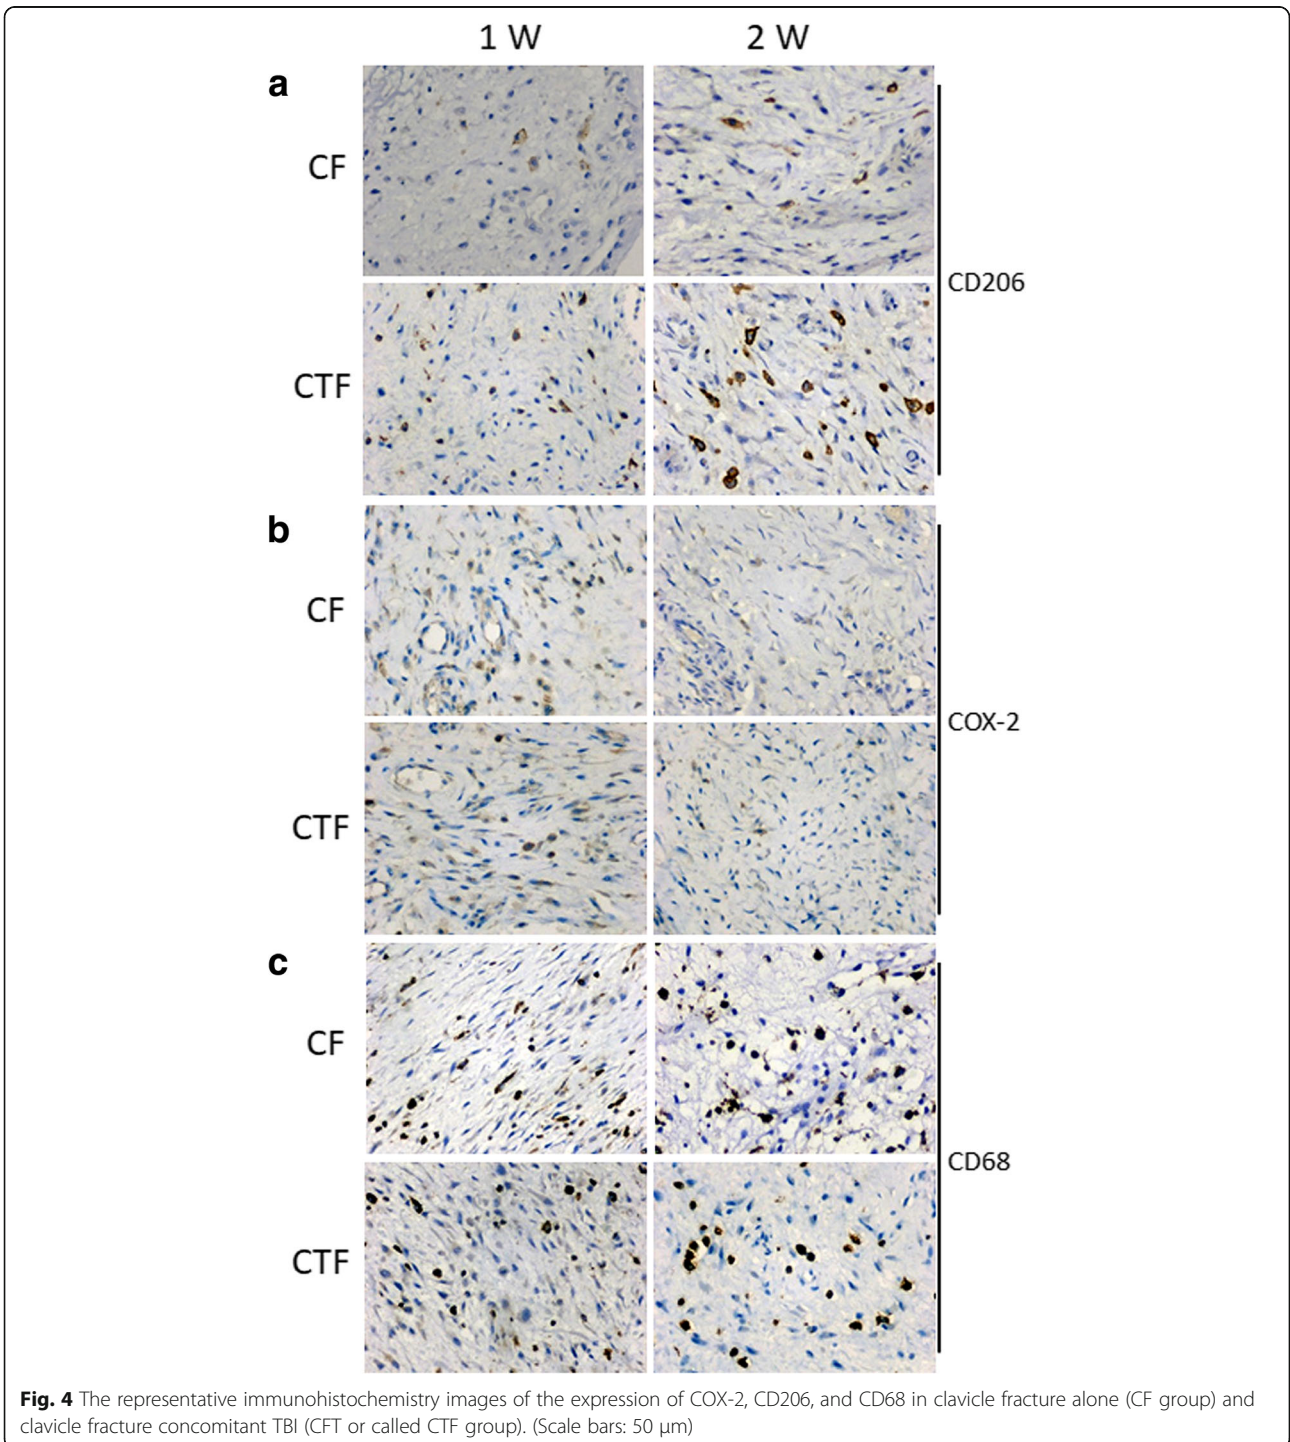 1 W 2 W
a
CF
CD206
CTF
b
CF
COX-2
CTF
c
CF
CD68
CTF
Fig. 4 The representative immunohistochemistry images of the expression of COX-2, CD206, and CD68 in clavicle fracture alone (CF group) and
clavicle fracture concomitant TBI (CFT or called CTF group). (Scale bars: 50 μm)